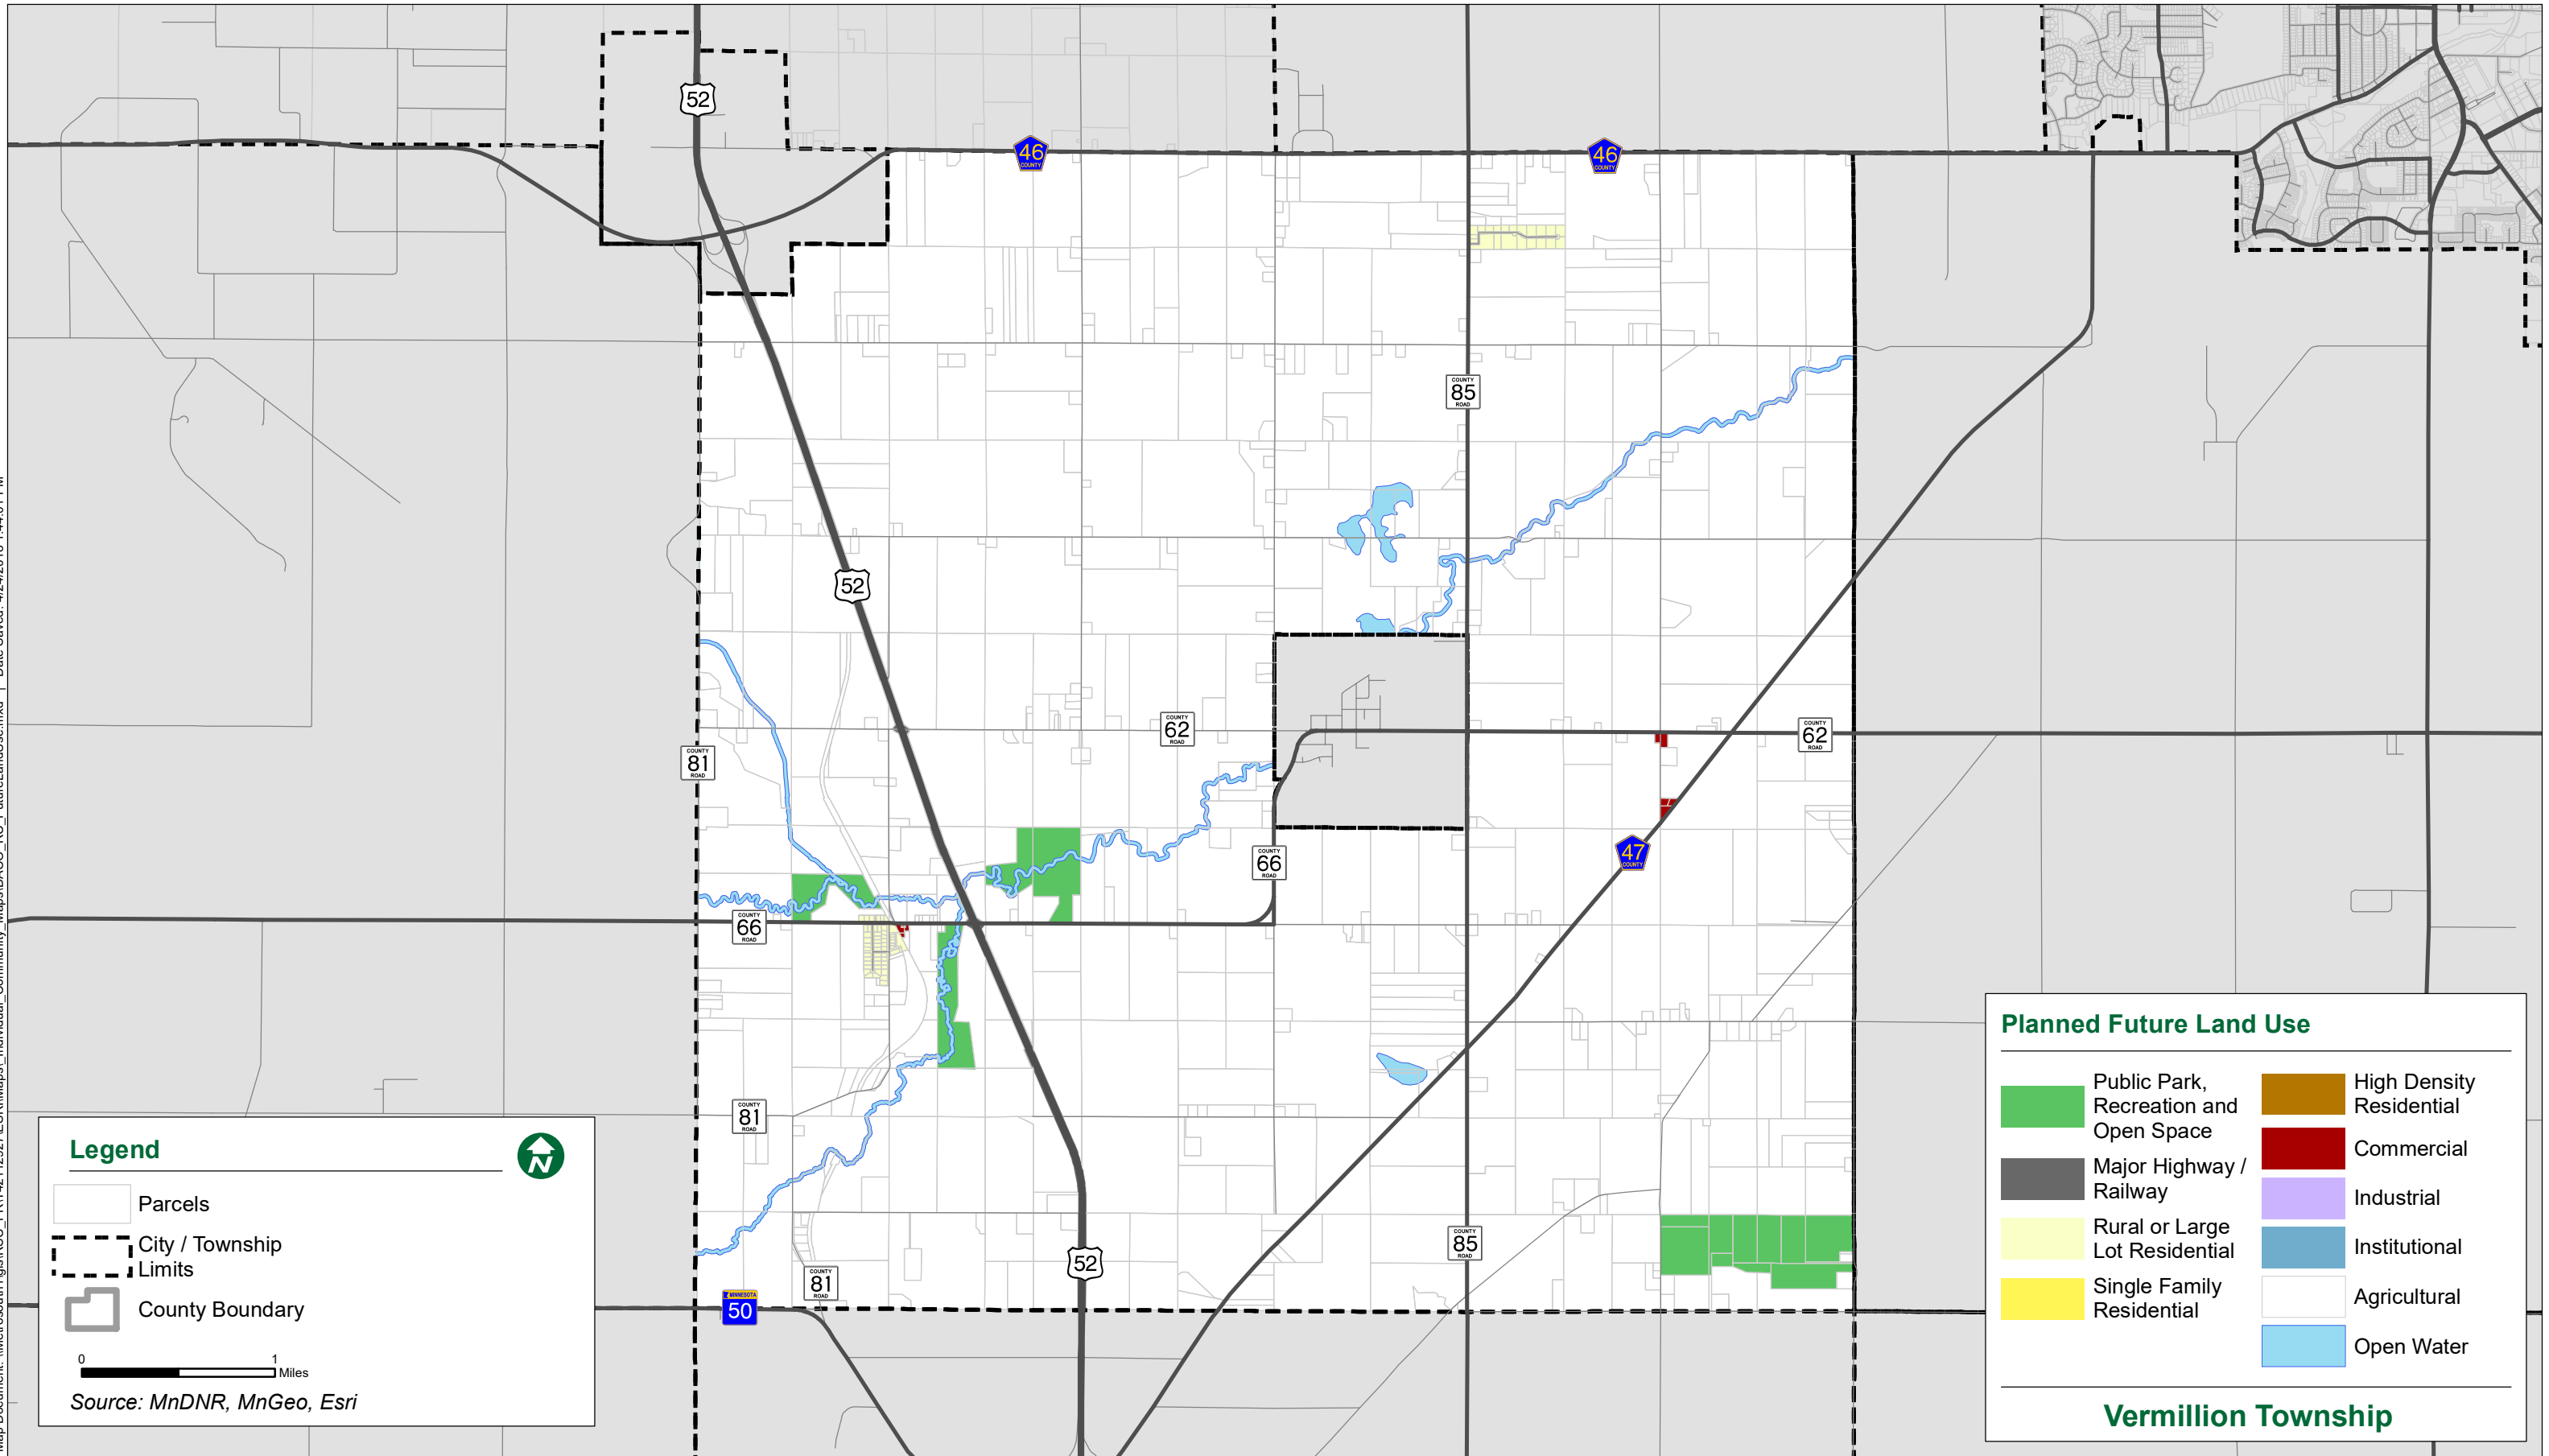 52
46
COUNTY
46
COUNTY
COUNTY
85
ROAD
52
COUNTY
62
ROAD
COUNTY
62
ROAD
COUNTY
81
ROAD
COUNTY
66
ROAD
47
COUNTY
COUNTY
66
ROAD
COUNTY
81
ROAD
COUNTY
85
ROAD
52
COUNTY
81
ROAD
MINNESOTA
50
Legend
N
Parcels
City / Township
Limits
County Boundary
0 1
Miles
Source: MnDNR, MnGeo, Esri
Planned Future Land Use
Public Park,
Recreation and
Open Space
Major Highway /
Railway
Rural or Large
Lot Residential
Single Family
Residential
High Density
Residential
Commercial
Industrial
Institutional
Agricultural
Open Water
Vermillion Township